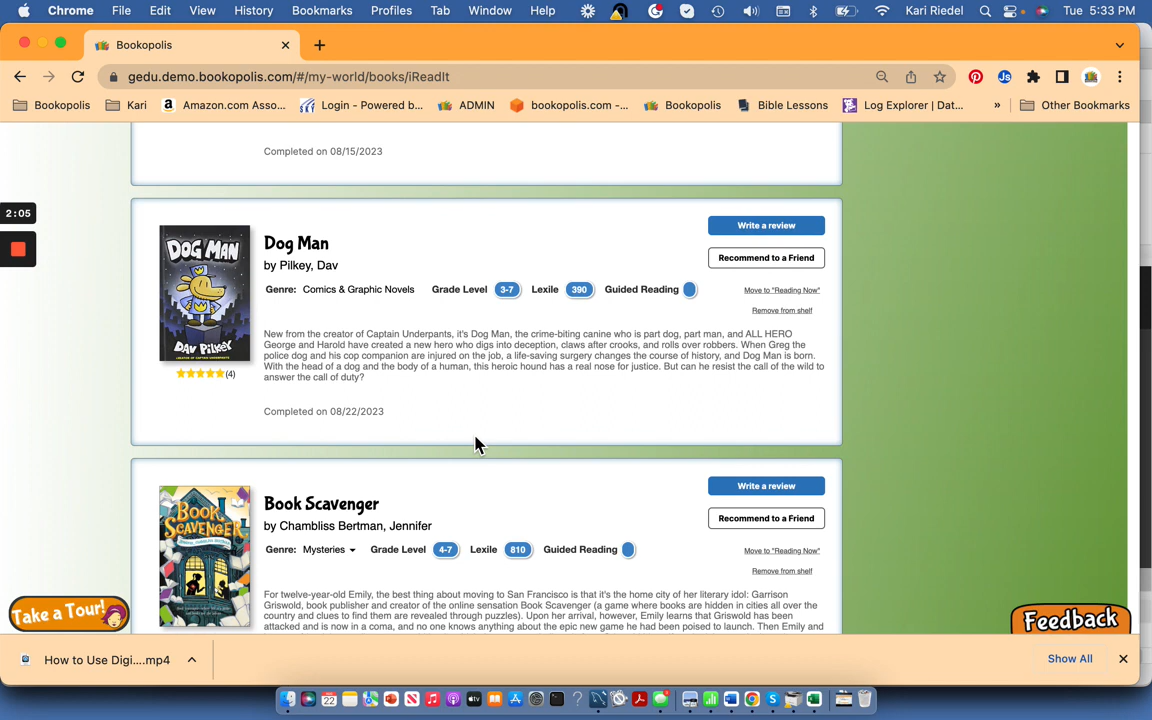 Chrome File Edit View History Bookmarks Profiles Tab Window Help Kari Riedel Tue 5:33 PM
Bookopolis
gedu.demo.bookopolis.com/#/my-world/books/iReadIt
Bookopolis Kari Amazon.com Asso... Login - Powered b... ADMIN bookopolis.com -... Bookopolis Bible Lessons Log Explorer | Dat... » Other Bookmarks
Completed on 08/15/2023
2:05
DOG MAN
DAV PILKEY
CREATOR OF CAPTAIN UNDERPANTS
(4)
Dog Man
by Pilkey, Dav
Genre: Comics & Graphic Novels Grade Level 3-7 Lexile 390 Guided Reading
Write a review
Recommend to a Friend
Move to "Reading Now"
Remove from shelf
New from the creator of Captain Underpants, it's Dog Man, the crime-biting canine who is part dog, part man, and ALL HERO
George and Harold have created a new hero who digs into deception, claws after crooks, and rolls over robbers. When Greg the
police dog and his cop companion are injured on the job, a life-saving surgery changes the course of history, and Dog Man is born.
With the head of a dog and the body of a human, this heroic hound has a real nose for justice. But can he resist the call of the wild to
answer the call of duty?
Completed on 08/22/2023
BOOK SCAVENGER
Book Scavenger
by Chambliss Bertman, Jennifer
Genre: Mysteries Grade Level 4-7 Lexile 810 Guided Reading
Write a review
Recommend to a Friend
Move to "Reading Now"
Remove from shelf
For twelve-year-old Emily, the best thing about moving to San Francisco is that it's the home city of her literary idol: Garrison
Griswold, book publisher and creator of the online sensation Book Scavenger (a game where books are hidden in cities all over the
country and clues to find them are revealed through puzzles). Upon her arrival, however, Emily learns that Griswold has been
attacked and is now in a coma, and no one knows anything about the epic new game he had been poised to launch. Then Emily and
Take a Tour!
Feedback
How to Use Digi....mp4
Show All